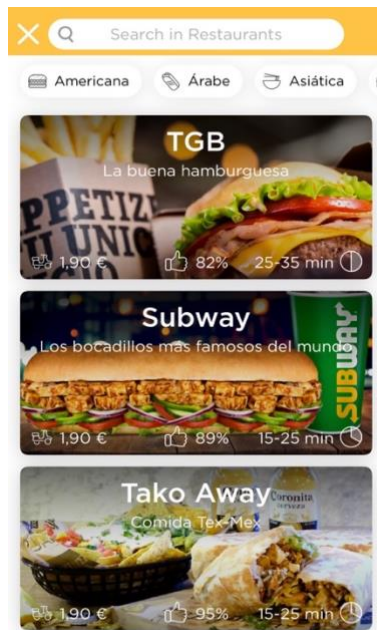 Search in Restaurants
Americana
Árabe
Asiática
TGB
La buena hamburguesa
1,90 €
82%
25-35 min
Subway
Los bocadillos más famosos del mundo
SUBWAY
1,90 €
89%
15-25 min
Tako Away
Comida Tex-Mex
Coronita
1,90 €
95%
15-25 min